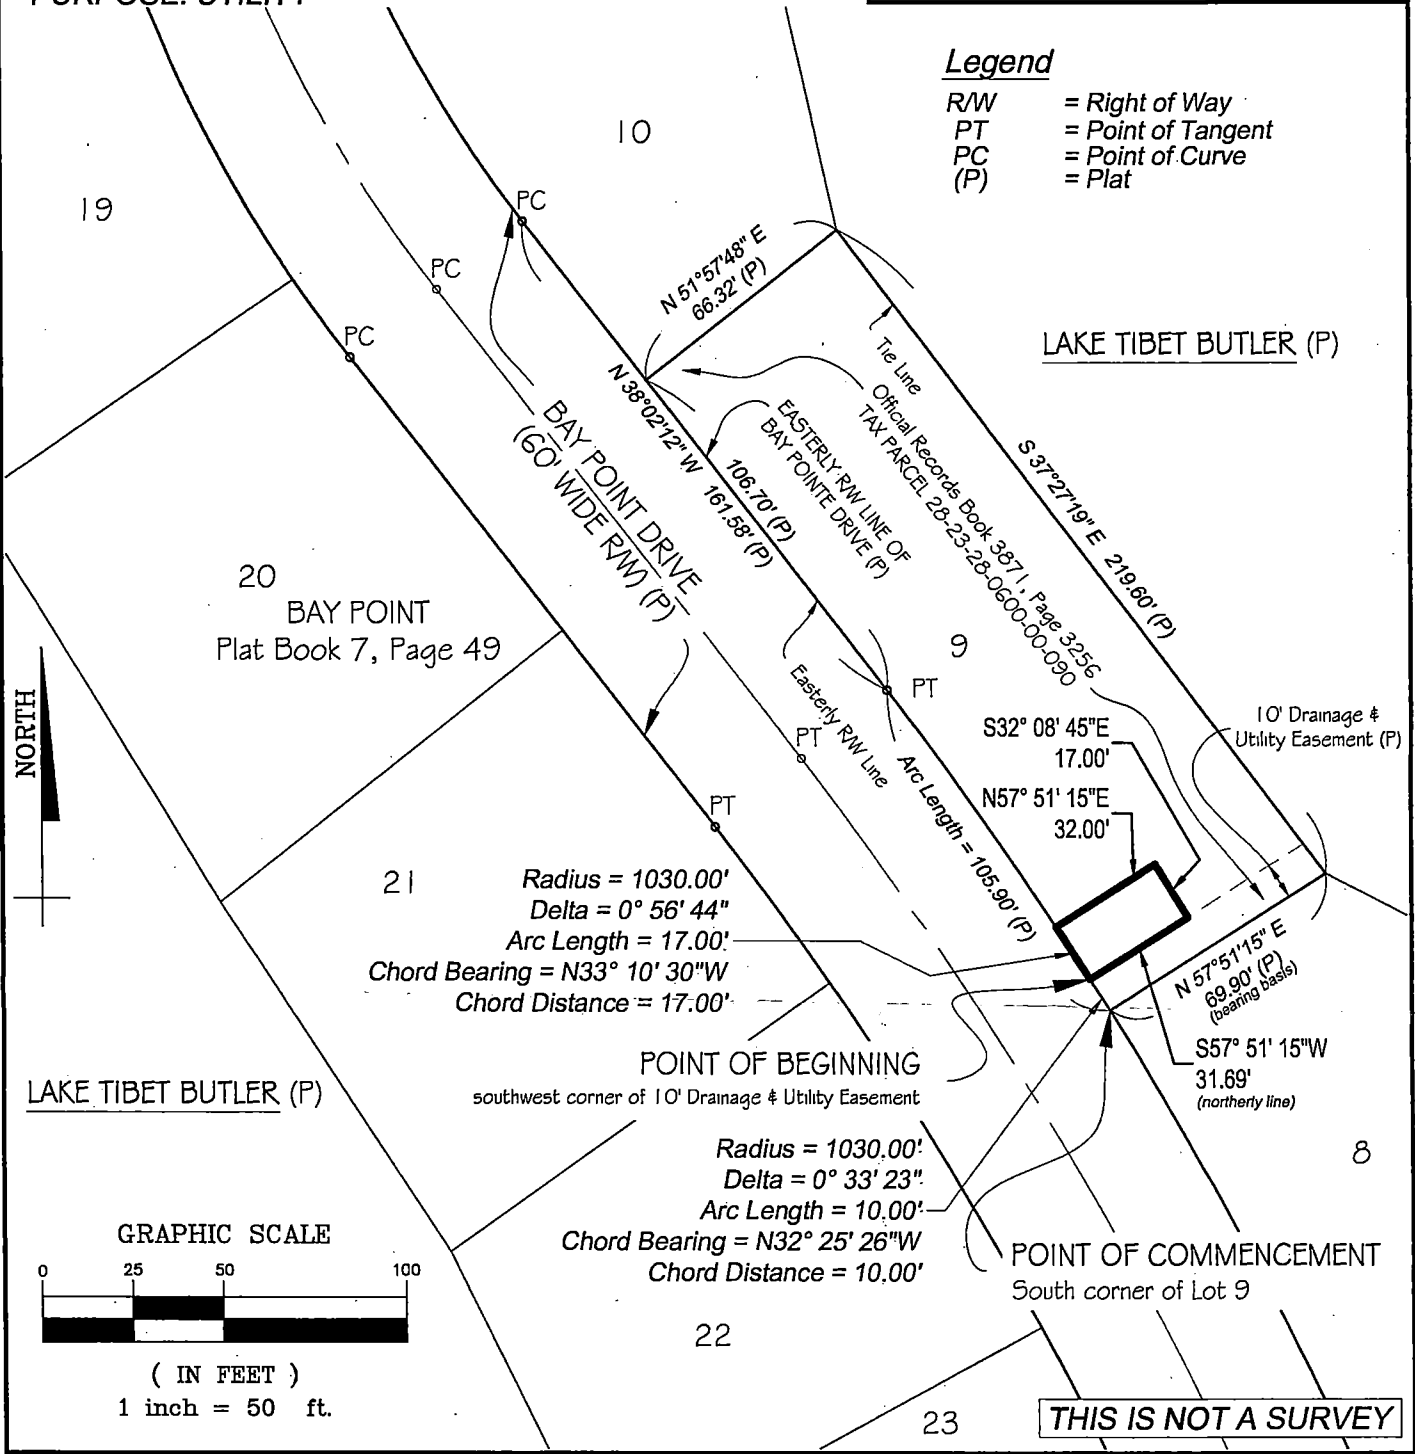 Legend
R/W = Right of Way
PT = Point of Tangent
PC = Point of Curve
(P) = Plat
10
19
PC
PC
PC
N 51°57'48" E
66.32' (P)
LAKE TIBET BUTLER (P)
Tie Line
Official Records Book 3871, Page 3256
TAX PARCEL 28-23-28-0600-00-090
S 37°27'19" E 219.60' (P)
N 38°02'12" W 161.58' (P)
106.70' (P)
EASTERLY R/W LINE OF
BAY POINTE DRIVE (P)
BAY POINT DRIVE
(60' WIDE R/W) (P)
20
BAY POINT
Plat Book 7, Page 49
9
PT
PT
PT
Easterly R/W Line
Arc Length = 105.90' (P)
S32° 08' 45"E
17.00'
N57° 51' 15"E
32.00'
10' Drainage &
Utility Easement (P)
NORTH
21
Radius = 1030.00'
Delta = 0° 56' 44"
Arc Length = 17.00'
Chord Bearing = N33° 10' 30"W
Chord Distance = 17.00'
N 57°51'15" E
69.90' (P)
(bearing basis)
S57° 51' 15"W
31.69'
(northerly line)
POINT OF BEGINNING
southwest corner of 10' Drainage & Utility Easement
LAKE TIBET BUTLER (P)
Radius = 1030.00'
Delta = 0° 33' 23"
Arc Length = 10.00'
Chord Bearing = N32° 25' 26"W
Chord Distance = 10.00'
8
POINT OF COMMENCEMENT
South corner of Lot 9
GRAPHIC SCALE
0 25 50 100
( IN FEET )
1 inch = 50 ft.
22
23
THIS IS NOT A SURVEY